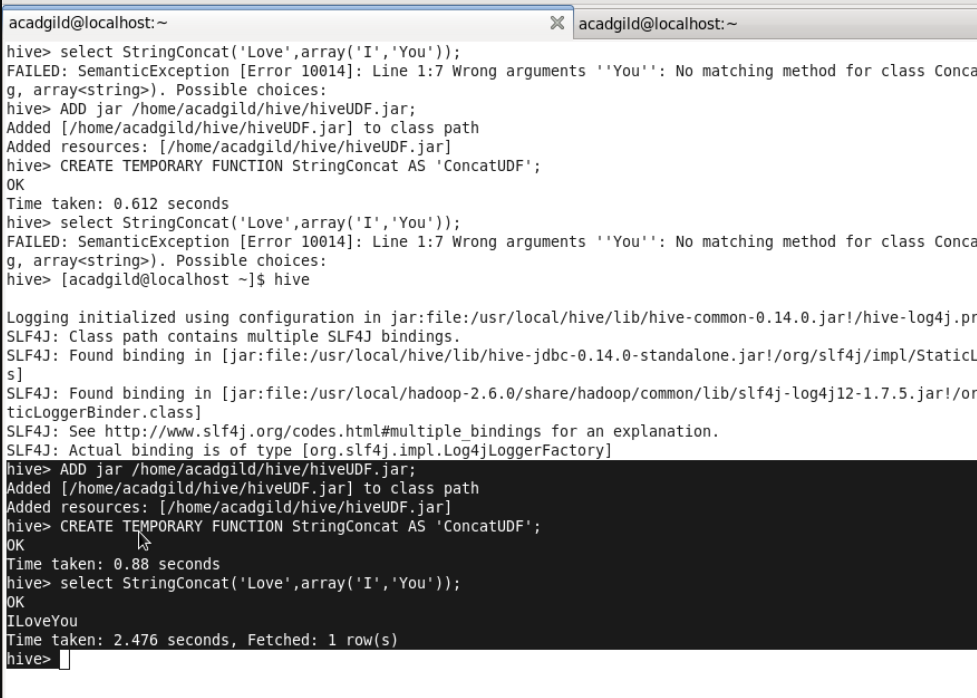 acadgild@localhost:~
acadgild@localhost:~
hive> select StringConcat('Love',array('I','You'));
FAILED: SemanticException [Error 10014]: Line 1:7 Wrong arguments ''You'': No matching method for class Conca
g, array<string>). Possible choices:
hive> ADD jar /home/acadgild/hive/hiveUDF.jar;
Added [/home/acadgild/hive/hiveUDF.jar] to class path
Added resources: [/home/acadgild/hive/hiveUDF.jar]
hive> CREATE TEMPORARY FUNCTION StringConcat AS 'ConcatUDF';
OK
Time taken: 0.612 seconds
hive> select StringConcat('Love',array('I','You'));
FAILED: SemanticException [Error 10014]: Line 1:7 Wrong arguments ''You'': No matching method for class Conca
g, array<string>). Possible choices:
hive> [acadgild@localhost ~]$ hive
Logging initialized using configuration in jar:file:/usr/local/hive/lib/hive-common-0.14.0.jar!/hive-log4j.pr
SLF4J: Class path contains multiple SLF4J bindings.
SLF4J: Found binding in [jar:file:/usr/local/hive/lib/hive-jdbc-0.14.0-standalone.jar!/org/slf4j/impl/StaticL
s]
SLF4J: Found binding in [jar:file:/usr/local/hadoop-2.6.0/share/hadoop/common/lib/slf4j-log4j12-1.7.5.jar!/or
ticLoggerBinder.class]
SLF4J: See http://www.slf4j.org/codes.html#multiple_bindings for an explanation.
SLF4J: Actual binding is of type [org.slf4j.impl.Log4jLoggerFactory]
hive> ADD jar /home/acadgild/hive/hiveUDF.jar;
Added [/home/acadgild/hive/hiveUDF.jar] to class path
Added resources: [/home/acadgild/hive/hiveUDF.jar]
hive> CREATE TEMPORARY FUNCTION StringConcat AS 'ConcatUDF';
OK
Time taken: 0.88 seconds
hive> select StringConcat('Love',array('I','You'));
OK
ILoveYou
Time taken: 2.476 seconds, Fetched: 1 row(s)
hive>